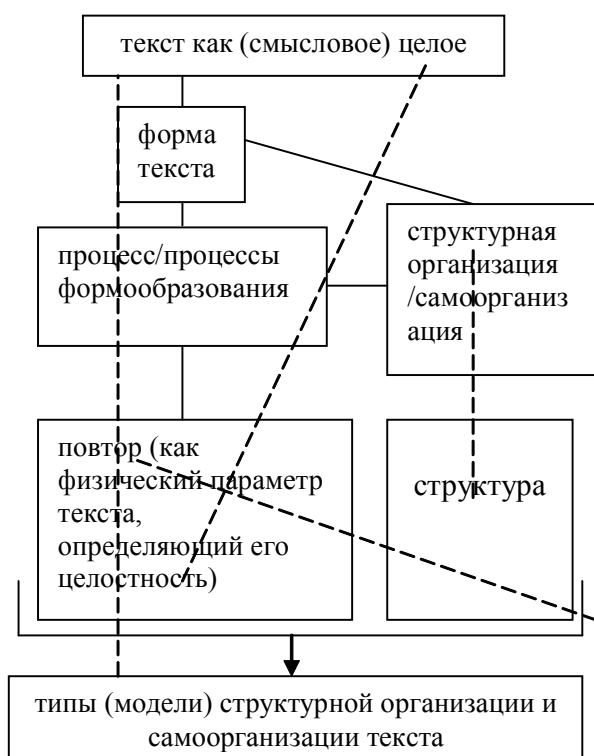 текст как (смысловое) целое
форма
текста
процесс/процессы
формообразования
структурная
организация
/самоорганиз
ация
повтор (как
физический параметр
текста,
определяющий его
целостность)
структура
типы (модели) структурной организации и
самоорганизации текста